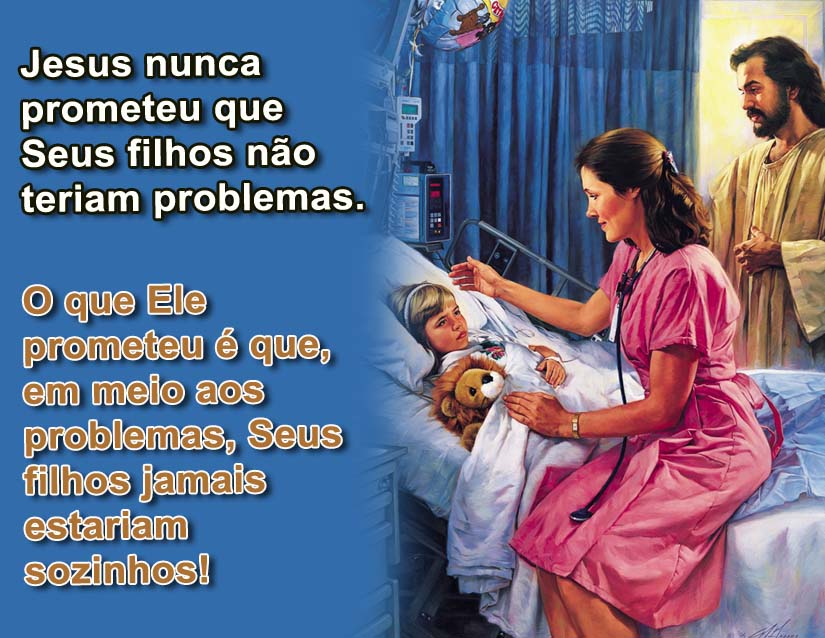 Jesus nunca
prometeu que
Seus filhos não
teriam problemas.
O que Ele
prometeu é que,
em meio aos
problemas, Seus
filhos jamais
estariam
sozinhos!